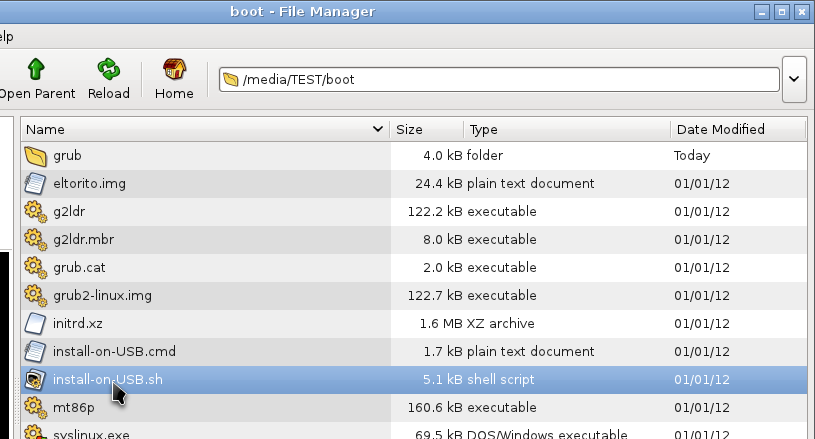 boot - File Manager
elp
Open Parent Reload Home /media/TEST/boot
Name Size Type Date Modified
grub 4.0 kB folder Today
eltorito.img 24.4 kB plain text document 01/01/12
g2ldr 122.2 kB executable 01/01/12
g2ldr.mbr 8.0 kB executable 01/01/12
grub.cat 2.0 kB executable 01/01/12
grub2-linux.img 122.7 kB executable 01/01/12
initrd.xz 1.6 MB XZ archive 01/01/12
install-on-USB.cmd 1.7 kB plain text document 01/01/12
install-on-USB.sh 5.1 kB shell script 01/01/12
mt86p 160.6 kB executable 01/01/12
syslinux.exe 69.5 kB DOS/Windows executable 01/01/12